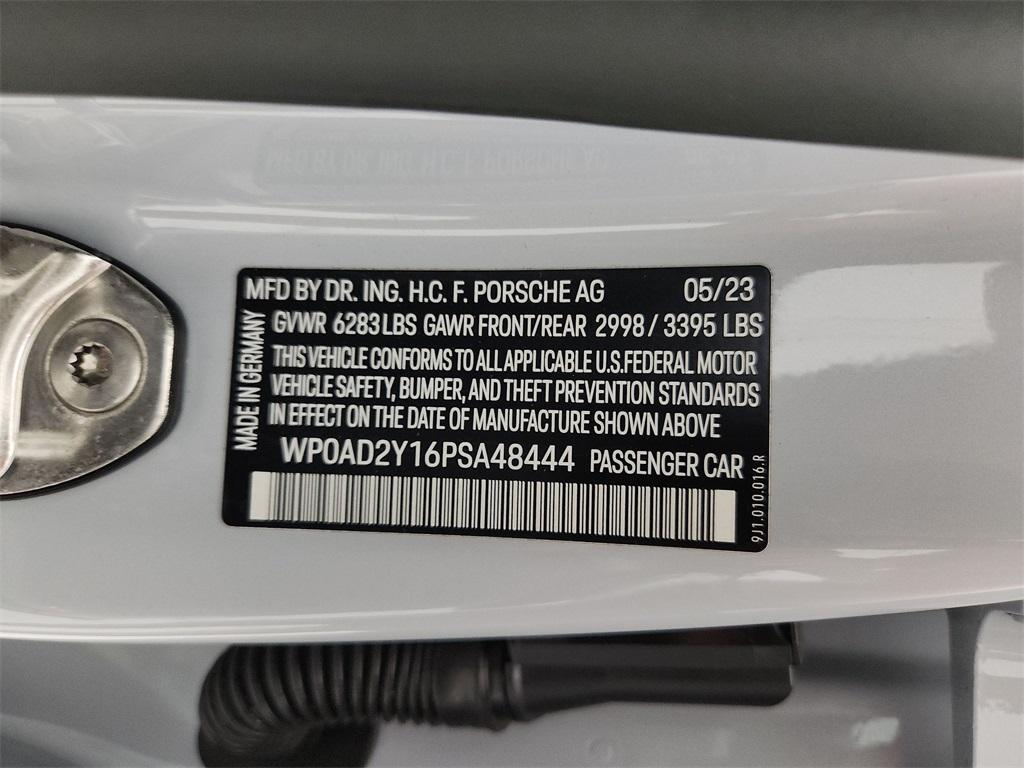 MFD BY DR. ING. H.C. F. PORSCHE AG 05/23
GVWR 6283 LBS GAWR FRONT/REAR 2998 / 3395 LBS
THIS VEHICLE CONFORMS TO ALL APPLICABLE U.S. FEDERAL MOTOR
VEHICLE SAFETY, BUMPER, AND THEFT PREVENTION STANDARDS
IN EFFECT ON THE DATE OF MANUFACTURE SHOWN ABOVE
WP0AD2Y16PSA48444 PASSENGER CAR
MADE IN GERMANY
9J1.010.016.R